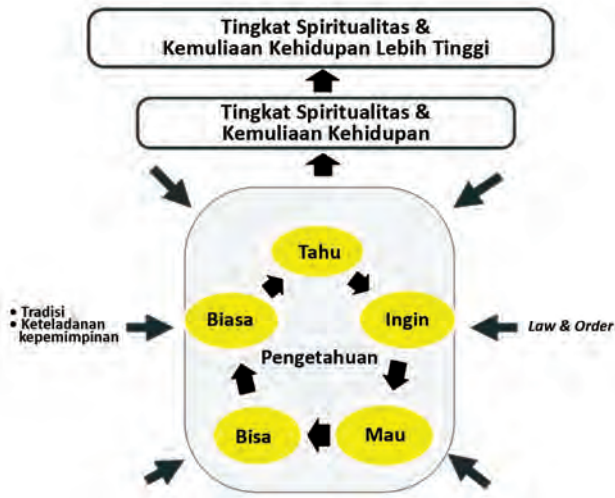 Tingkat Spiritualitas &
Kemuliaan Kehidupan Lebih Tinggi
Tingkat Spiritualitas &
Kemuliaan Kehidupan
Tahu
Biasa
Ingin
• Tradisi
• Keteladanan
kepemimpinan
Law & Order
Pengetahuan
Bisa
Mau